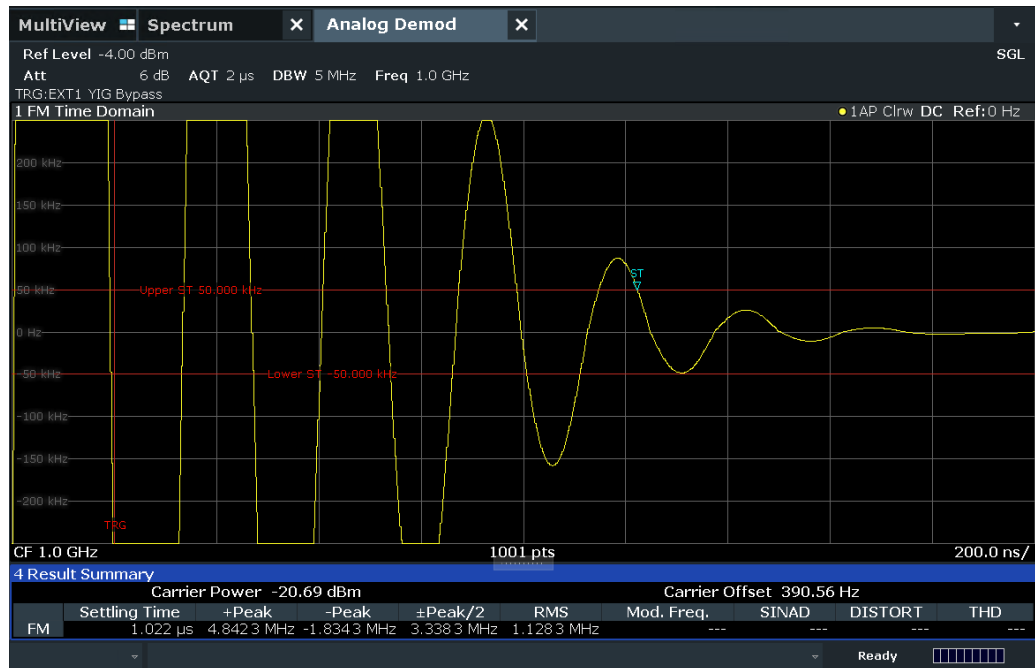 MultiView Spectrum X Analog Demod X
Ref Level -4.00 dBm SGL
Att 6 dB AQT 2 µs DBW 5 MHz Freq 1.0 GHz
TRG:EXT1 YIG Bypass
1 FM Time Domain 1AP Clrw DC Ref:0 Hz
200 kHz
150 kHz
100 kHz
ST
50 kHz Upper ST 50.000 kHz
0 Hz
-50 kHz Lower ST -50.000 kHz
-100 kHz
-150 kHz
-200 kHz
TRG
CF 1.0 GHz 1001 pts 200.0 ns/
4 Result Summary
Carrier Power -20.69 dBm Carrier Offset 390.56 Hz
Settling Time +Peak -Peak ±Peak/2 RMS Mod. Freq. SINAD DISTORT THD
FM 1.022 µs 4.8423 MHz -1.8343 MHz 3.3383 MHz 1.1283 MHz --- --- --- ---
Ready